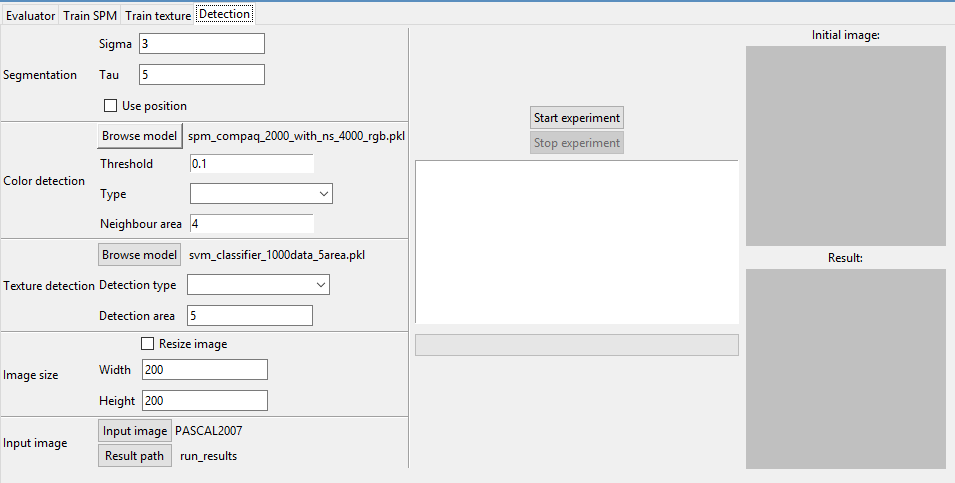 Evaluator Train SPM Train texture Detection
Segmentation
Sigma 3
Tau 5
Use position
Color detection
Browse model spm_compaq_2000_with_ns_4000_rgb.pkl
Threshold 0.1
Type
Neighbour area 4
Texture detection
Browse model svm_classifier_1000data_5area.pkl
Detection type
Detection area 5
Image size
Resize image
Width 200
Height 200
Input image
Input image PASCAL2007
Result path run_results
Start experiment
Stop experiment
Initial image:
Result: